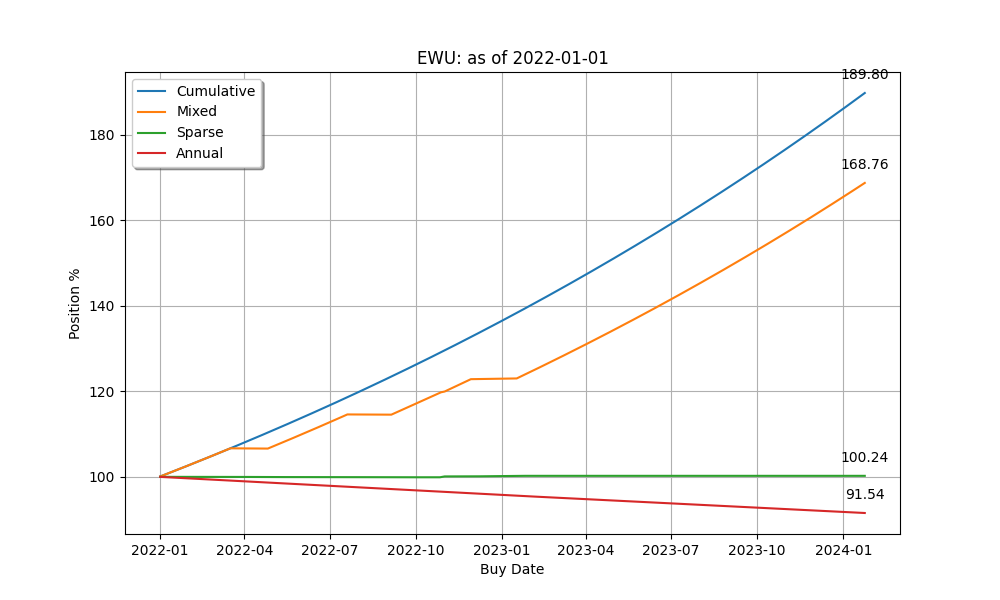 EWU: as of 2022-01-01
189.80
Cumulative
Mixed
Sparse
Annual
180
168.76
160
140
120
100.24
100
91.54
Position %
2022-01 2022-04 2022-07 2022-10 2023-01 2023-04 2023-07 2023-10 2024-01
Buy Date